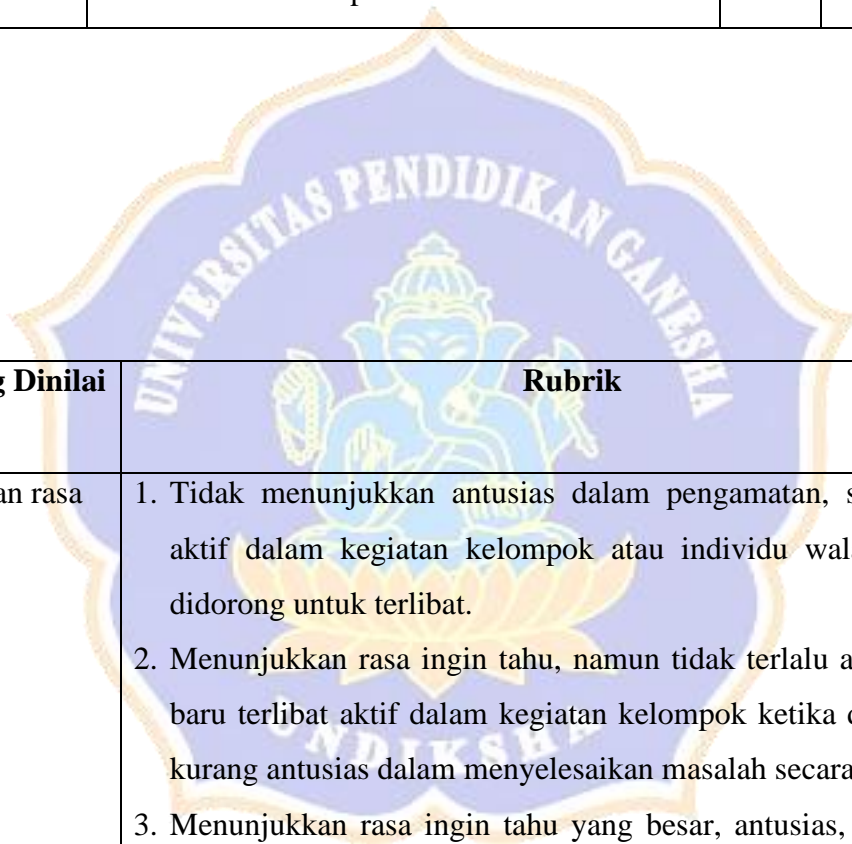 UNIVERSITAS PENDIDIKAN GANESHA
g Dinilai
Rubrik
an rasa
1. Tidak menunjukkan antusias dalam pengamatan, s
aktif dalam kegiatan kelompok atau individu wal
didorong untuk terlibat.
2. Menunjukkan rasa ingin tahu, namun tidak terlalu a
baru terlibat aktif dalam kegiatan kelompok ketika d
kurang antusias dalam menyelesaikan masalah secara
3. Menunjukkan rasa ingin tahu yang besar, antusias,
UNDIKSHA